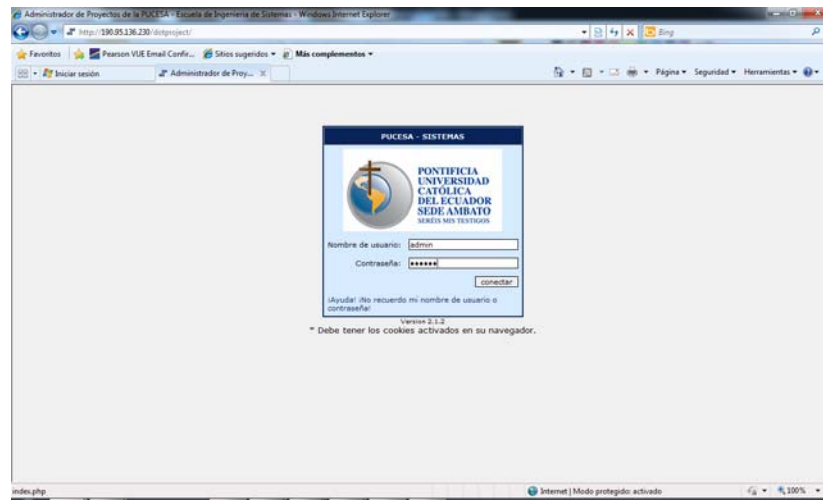 Administrador de Proyectos de la PUCESA - Escuela de Ingenieria de Sistemas - Windows Internet Explorer
http://190.95.136.230/dotproject/
Bing
Favoritos Pearson VUE Email Confir... Sitios sugeridos Más complementos
Iniciar sesión Administrador de Proy... Página Seguridad Herramientas
PUCESA - SISTEMAS
PONTIFICIA
UNIVERSIDAD
CATÓLICA
DEL ECUADOR
SEDE AMBATO
SERÉIS MIS TESTIGOS
Nombre de usuario: admin
Contraseña: ••••••
conectar
¡Ayuda! ¡No recuerdo mi nombre de usuario o
contraseña!
Version 2.1.2
* Debe tener los cookies activados en su navegador.
index.php Internet | Modo protegido: activado 100%